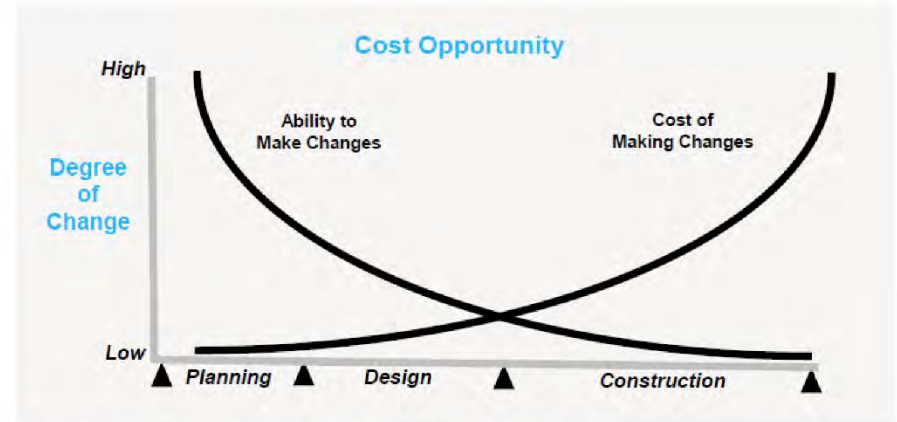 Cost Opportunity
High
Ability to
Make Changes
Cost of
Making Changes
Degree
of
Change
Low
Planning
Design
Construction